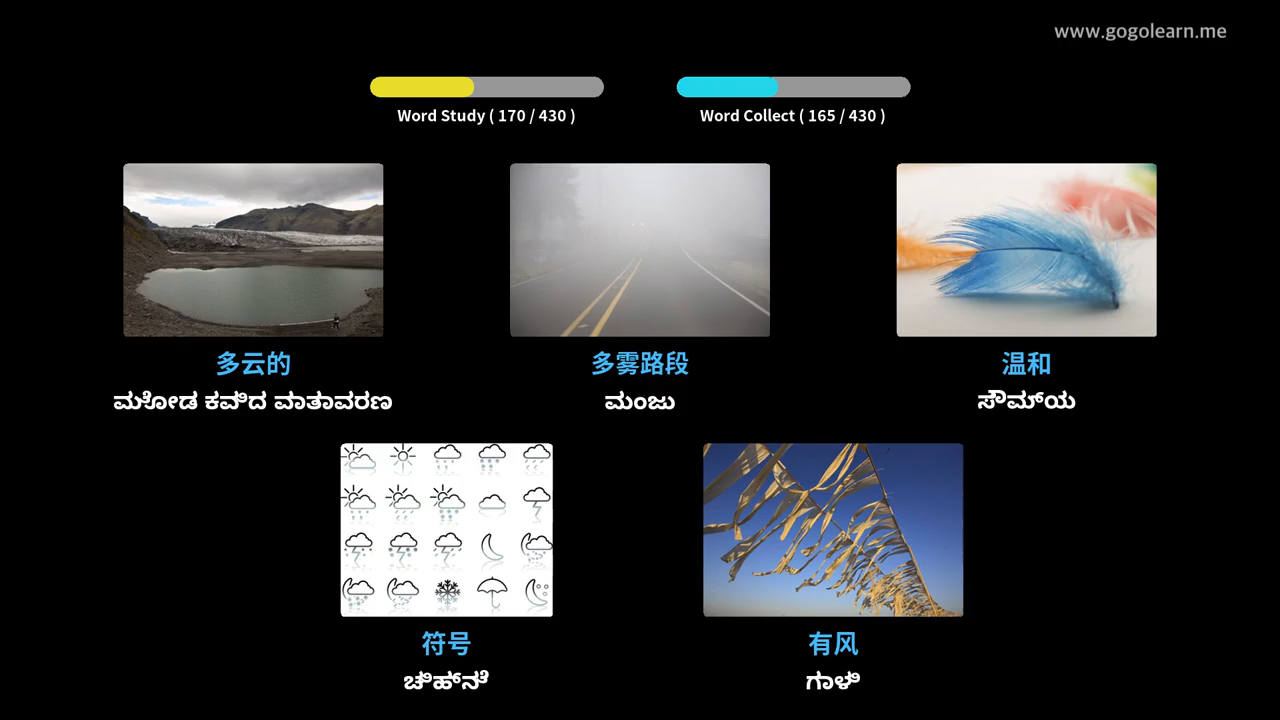 www.gogolearn.me
Word Study ( 170 / 430 )
Word Collect ( 165 / 430 )
多云的
ಮೋಡ ಕವಿದ ವಾತಾವರಣ
多雾路段
ಮಂಜು
温和
ಸೌಮ್ಯ
符号
ಚಿಹ್ನೆ
有风
ಗಾಳಿ